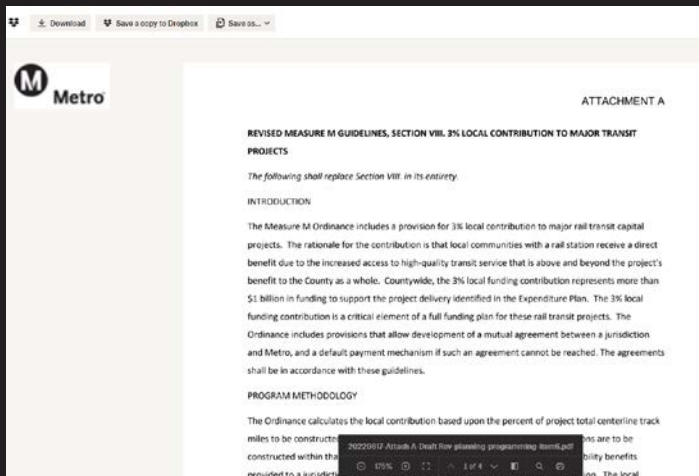 Download Save a copy to Dropbox Save as...
M Metro
ATTACHMENT A
REVISED MEASURE M GUIDELINES, SECTION VIII. 3% LOCAL CONTRIBUTION TO MAJOR TRANSIT
PROJECTS
The following shall replace Section VIII. in its entirety.
INTRODUCTION
The Measure M Ordinance includes a provision for 3% local contribution to major rail transit capital
projects. The rationale for the contribution is that local communities with a rail station receive a direct
benefit due to the increased access to high-quality transit service that is above and beyond the project's
benefit to the County as a whole. Countywide, the 3% local funding contribution represents more than
$1 billion in funding to support the project delivery identified in the Expenditure Plan. The 3% local
funding contribution is a critical element of a full funding plan for these rail transit projects. The
Ordinance includes provisions that allow development of a mutual agreement between a jurisdiction
and Metro, and a default payment mechanism if such an agreement cannot be reached. The agreements
shall be in accordance with these guidelines.
PROGRAM METHODOLOGY
The Ordinance calculates the local contribution based upon the percent of project total centerline track
miles to be constructed ns are to be
20220617-Attach A-Draft Rev-planning-programming-item6.pdf
constructed within tha bility benefits
175% 1 of 4
provided to a jurisdicti on. The local